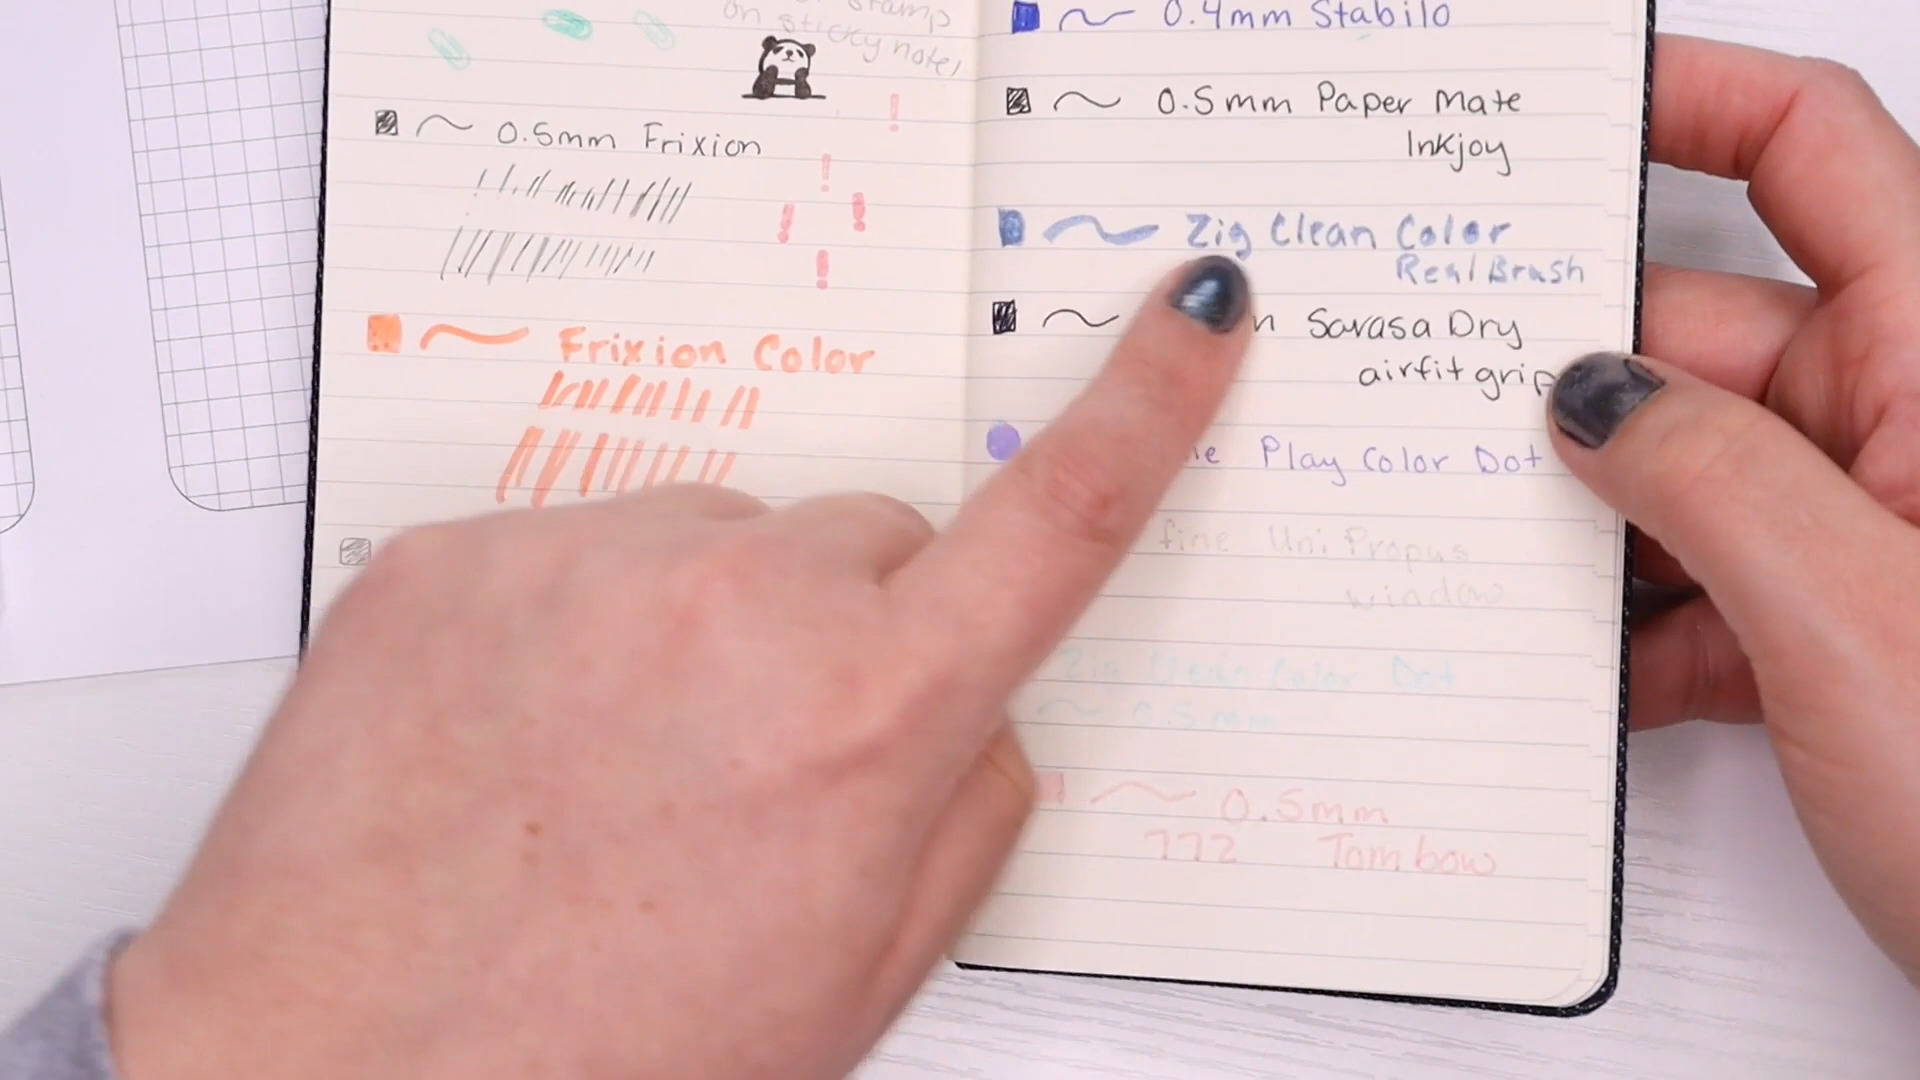 stamp
on sticky note,
0.5mm Frixion
Frixion Color
0.4mm Stabilo
0.5mm Paper Mate
Inkjoy
Zig Clean Color
Real Brush
Sarasa Dry
airfit grip
Play Color Dot
fine Uni Propus
window
Zig Clean Color Dot
0.5mm
0.5mm
772 Tombow